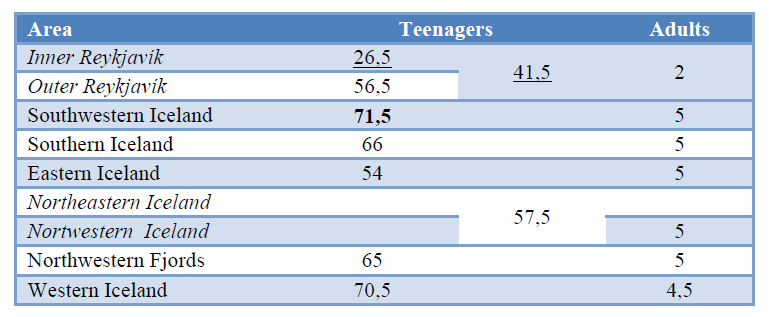 Area Teenagers Adults
Inner Reykjavík 26,5
41,5 2
Outer Reykjavík 56,5
Southwestern Iceland 71,5 5
Southern Iceland 66 5
Eastern Iceland 54 5
Northeastern Iceland
57,5
Nortwestern Iceland 5
Northwestern Fjords 65 5
Western Iceland 70,5 4,5